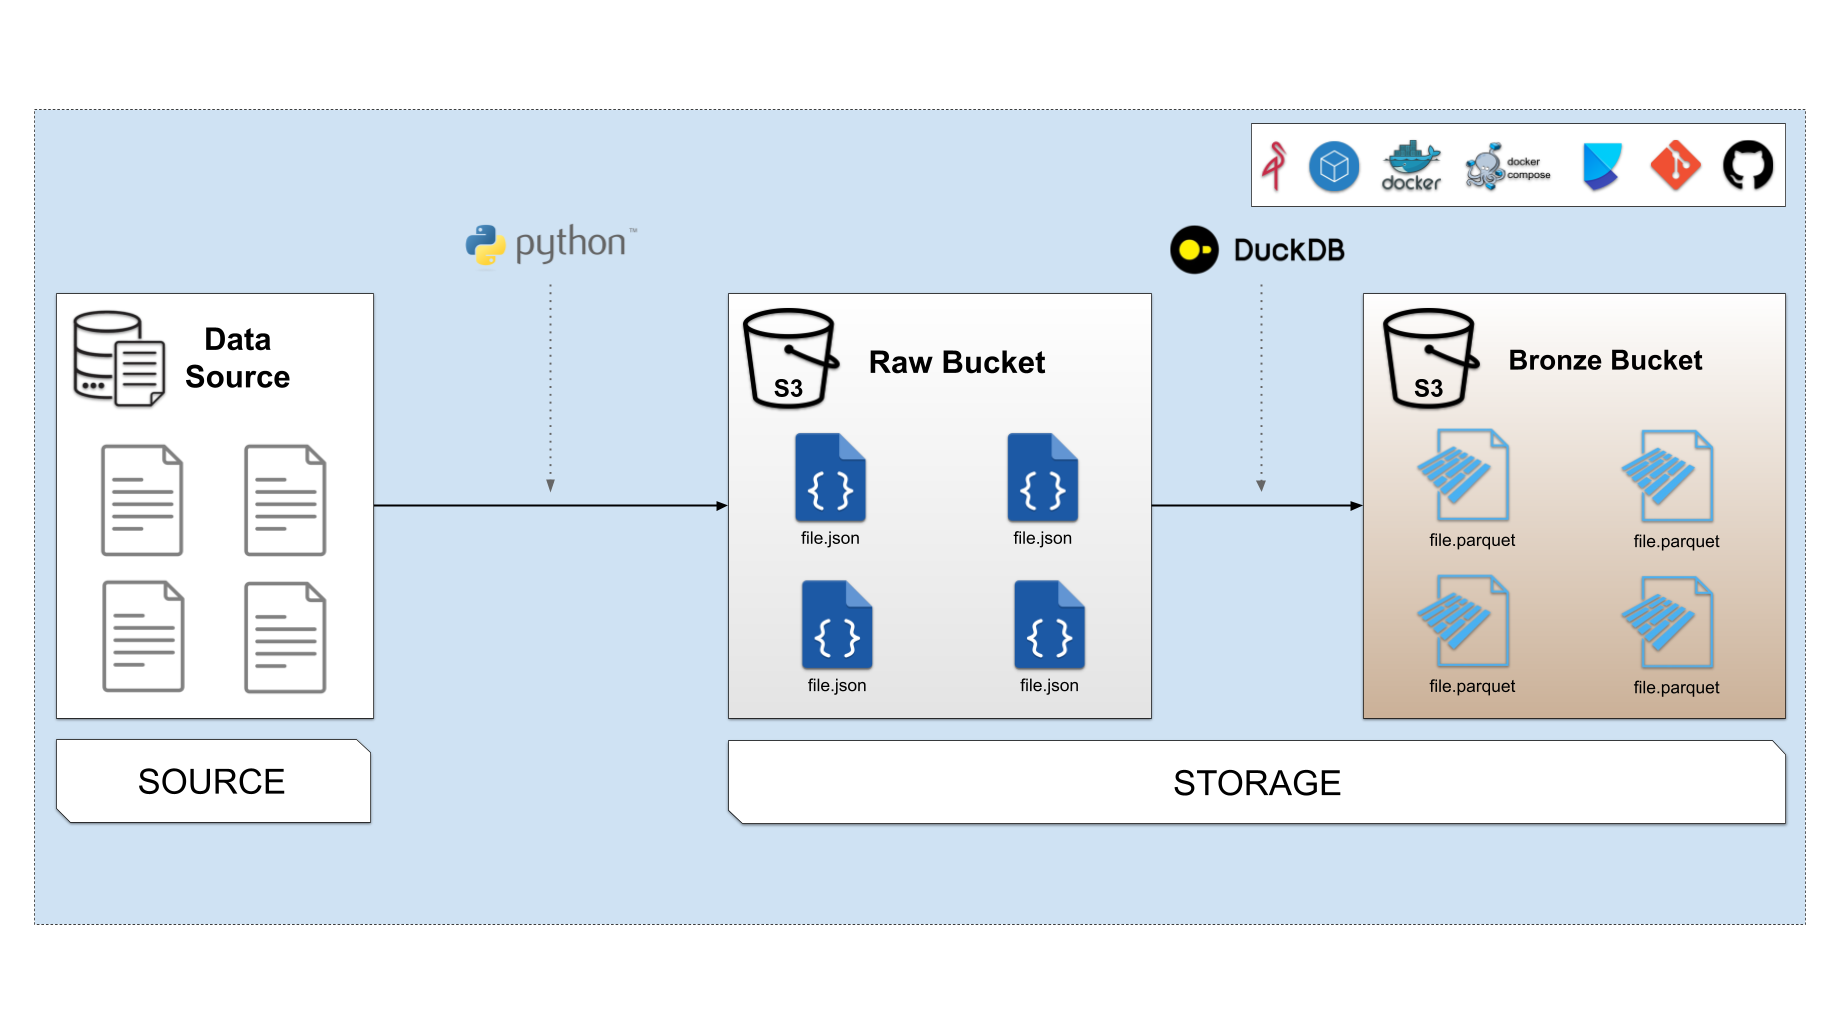 docker
docker
compose
python™
DuckDB
Data
Source
S3
Raw Bucket
S3
Bronze Bucket
{ }
{ }
file.json
file.json
file.parquet
file.parquet
{ }
{ }
file.json
file.json
file.parquet
file.parquet
SOURCE
STORAGE